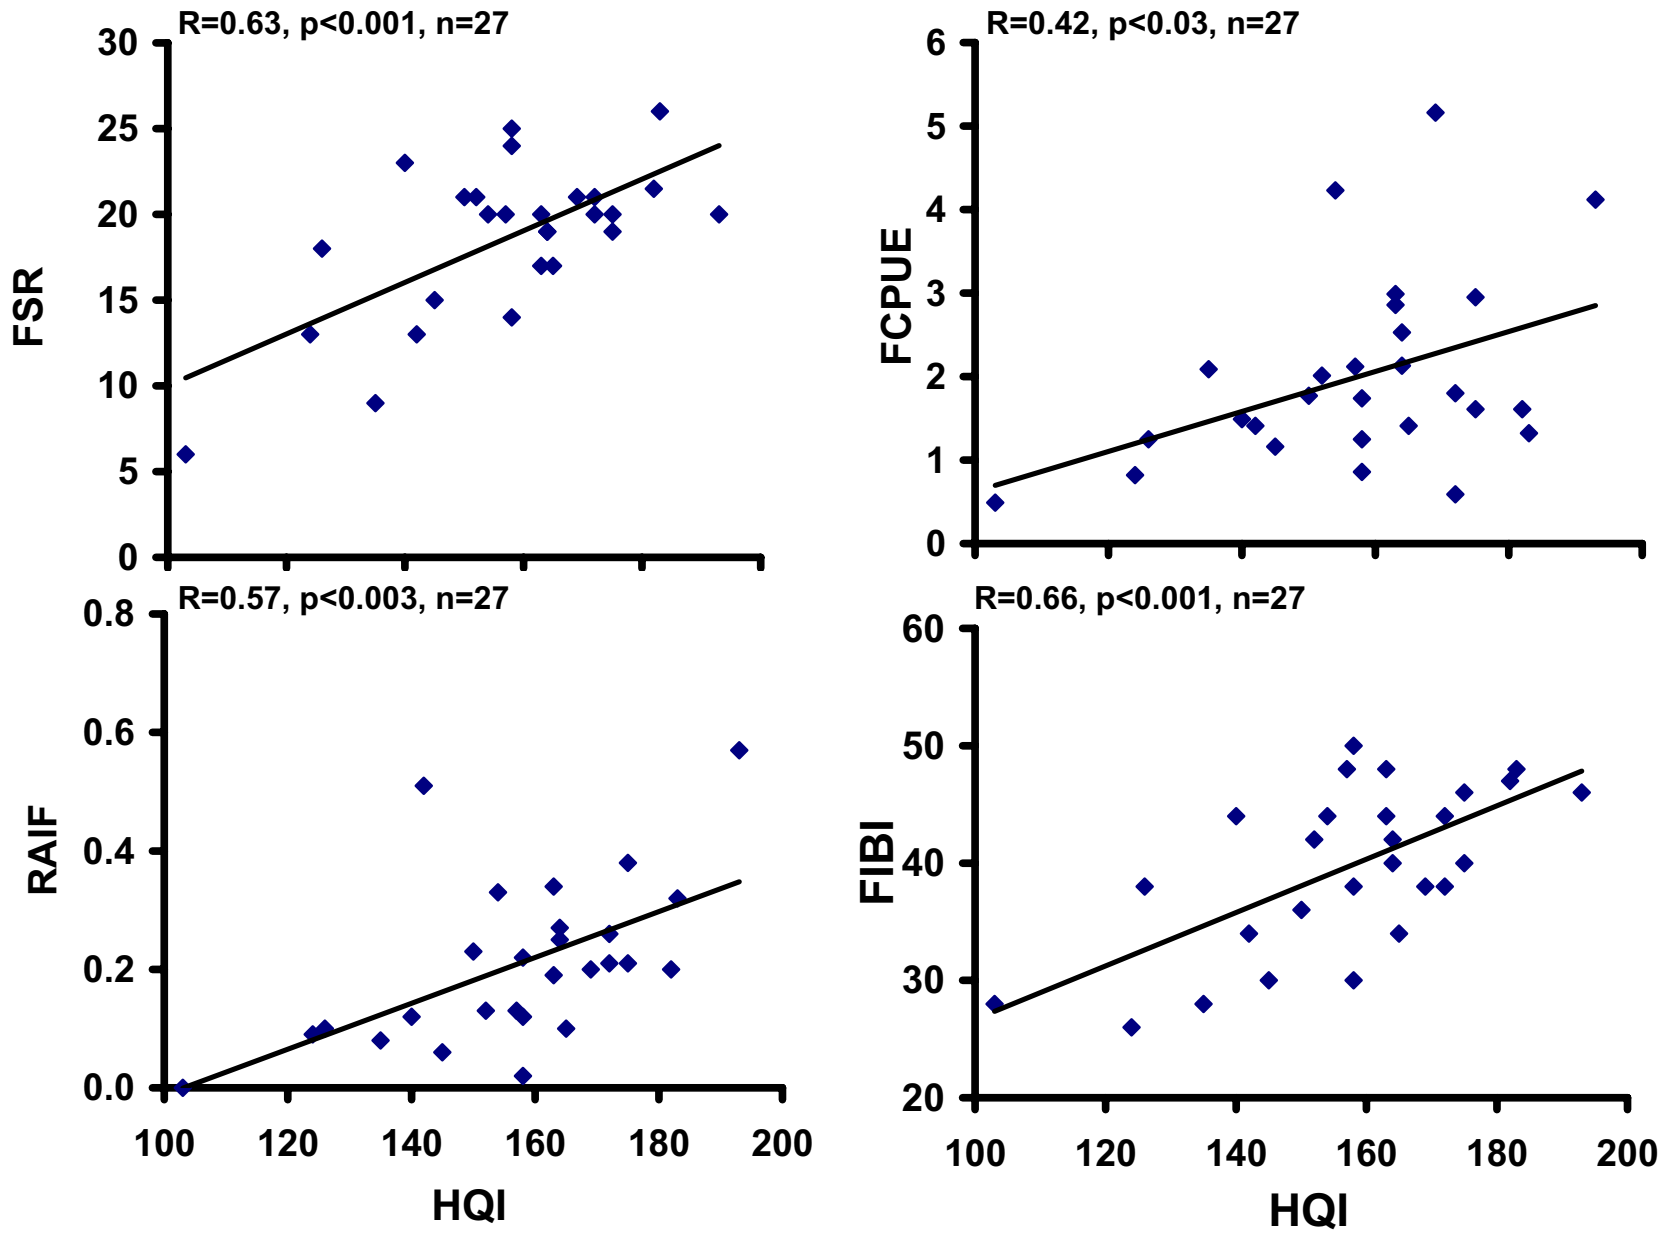 R=0.63, p<0.001, n=27
30
25
20
15
10
5
0
FSR
R=0.42, p<0.03, n=27
6
5
4
3
2
1
0
FCPUE
R=0.57, p<0.003, n=27
0.8
0.6
0.4
0.2
0.0
RAIF
100 120 140 160 180 200
HQI
R=0.66, p<0.001, n=27
60
50
40
30
20
FIBI
100 120 140 160 180 200
HQI